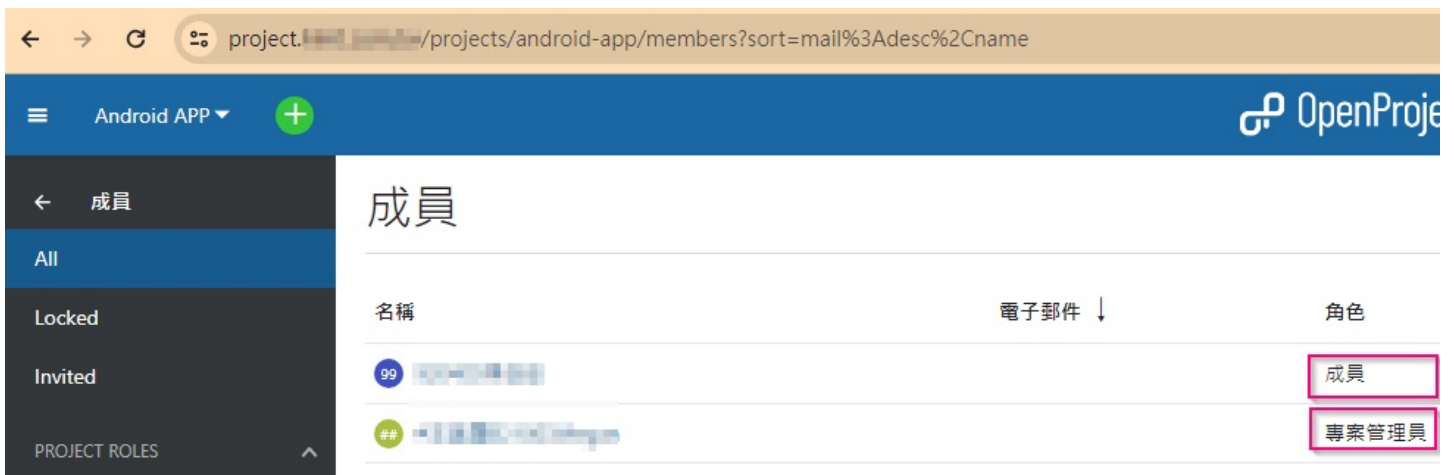 project. /projects/android-app/members?sort=mail%3Adesc%2Cname
Android APP
OpenProje
成員
成員
All
名稱 電子郵件 ↓ 角色
Locked
99 成員
Invited
## 專案管理員
PROJECT ROLES